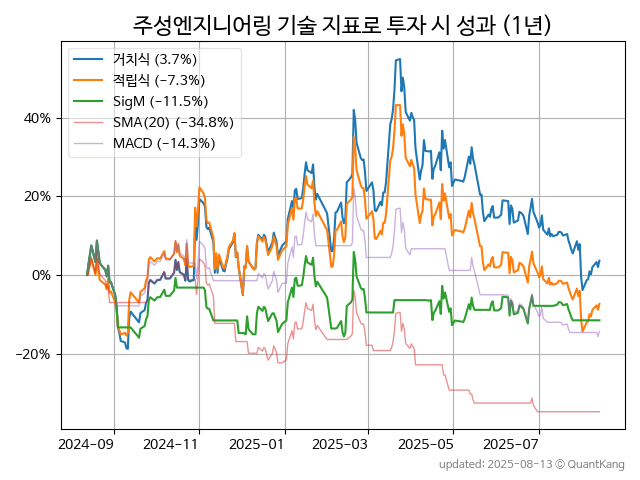 주성엔지니어링 기술 지표로 투자 시 성과 (1년)
거치식 (3.7%)
적립식 (−7.3%)
SigM (−11.5%)
SMA(20) (−34.8%)
MACD (−14.3%)
40%
20%
0%
−20%
2024-09 2024-11 2025-01 2025-03 2025-05 2025-07
updated: 2025-08-13 ⓒ QuantKang